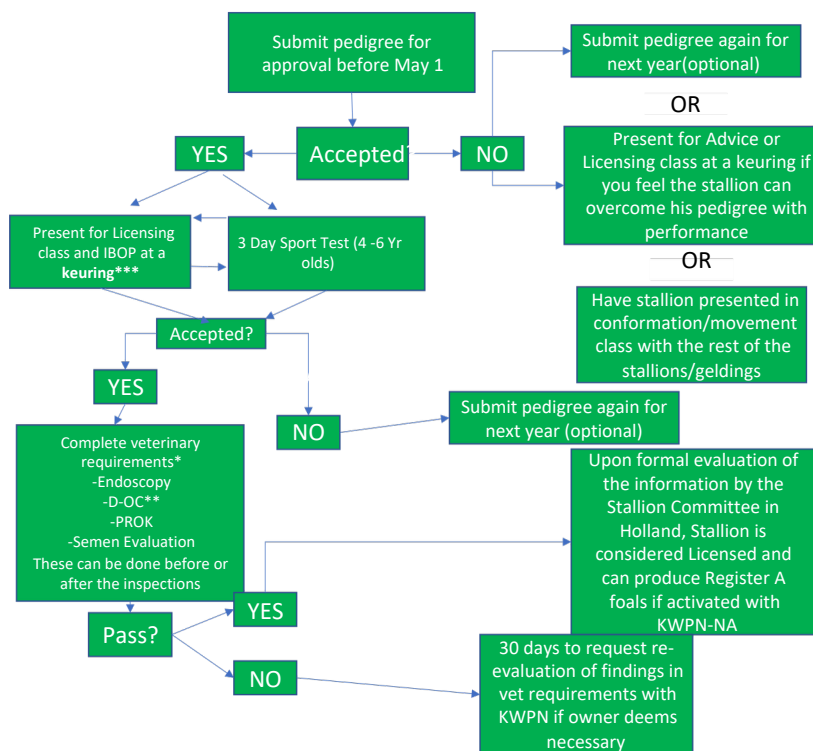 Submit pedigree for
approval before May 1
Submit pedigree again for
next year(optional)
OR
YES
Accepted?
NO
Present for Advice or
Licensing class at a keuring if
you feel the stallion can
overcome his pedigree with
performance
Present for Licensing
class and IBOP at a
keuring***
3 Day Sport Test (4 -6 Yr
olds)
OR
Have stallion presented in
conformation/movement
class with the rest of the
stallions/geldings
Accepted?
YES
NO
Submit pedigree again for
next year (optional)
Complete veterinary
requirements*
-Endoscopy
-D-OC**
-PROK
-Semen Evaluation
These can be done before or
after the inspections
Upon formal evaluation of
the information by the
Stallion Committee in
Holland, Stallion is
considered Licensed and
can produce Register A
foals if activated with
KWPN-NA
Pass?
YES
NO
30 days to request re-
evaluation of findings in
vet requirements with
KWPN if owner deems
necessary